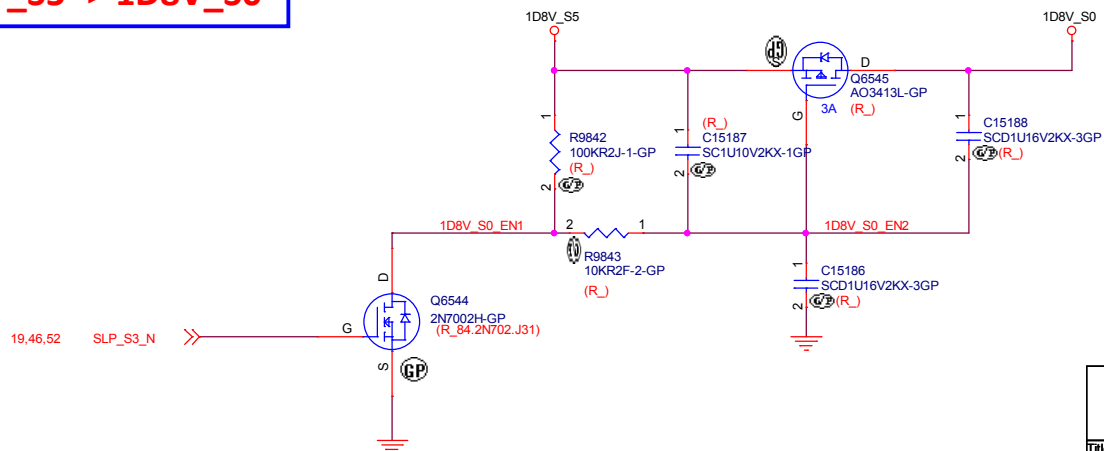 1D8V_S0
1D8V_S5
1D8V_S0
GP
D
Q6545
AO3413L-GP
3A
(R_)
G
1
R9842
100KR2J-1-GP
(R_)
2
G/P
(R_)
1
C15187
SC1U10V2KX-1GP
2
G/P
1
C15188
SCD1U16V2KX-3GP
2
G/P
(R_)
1D8V_S0_EN1
2
1
1D8V_S0_EN2
R9843
10KR2F-2-GP
(R_)
1
C15186
SCD1U16V2KX-3GP
2
G/P
(R_)
D
Q6544
2N7002H-GP
(R_84.2N702.J31)
G
19,46,52
SLP_S3_N
S
GP